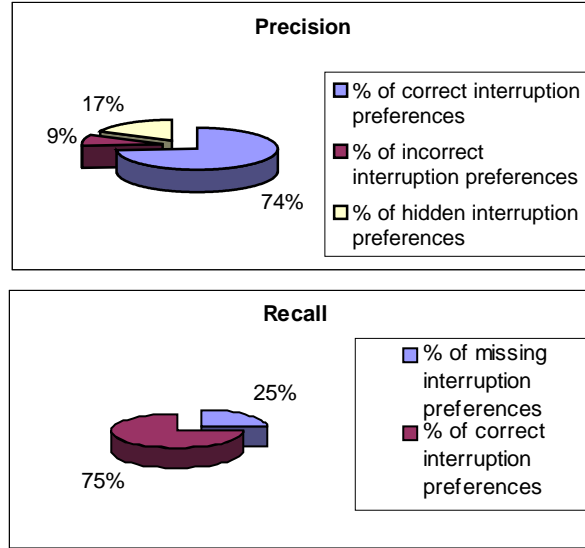 Precision
17%
9%
74%
% of correct interruption
preferences
% of incorrect
interruption preferences
% of hidden interruption
preferences
Recall
25%
75%
% of missing
interruption
preferences
% of correct
interruption
preferences